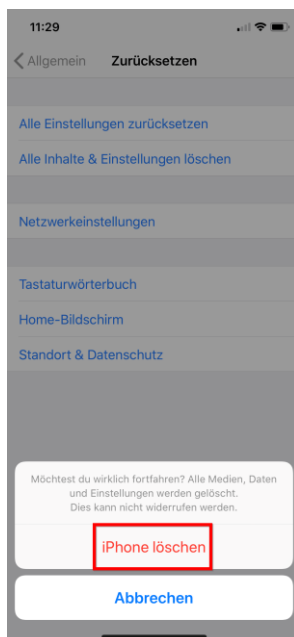 11:29
Allgemein Zurücksetzen
Alle Einstellungen zurücksetzen
Alle Inhalte & Einstellungen löschen
Netzwerkeinstellungen
Tastaturwörterbuch
Home-Bildschirm
Standort & Datenschutz
Möchtest du wirklich fortfahren? Alle Medien, Daten
und Einstellungen werden gelöscht.
Dies kann nicht widerrufen werden.
iPhone löschen
Abbrechen